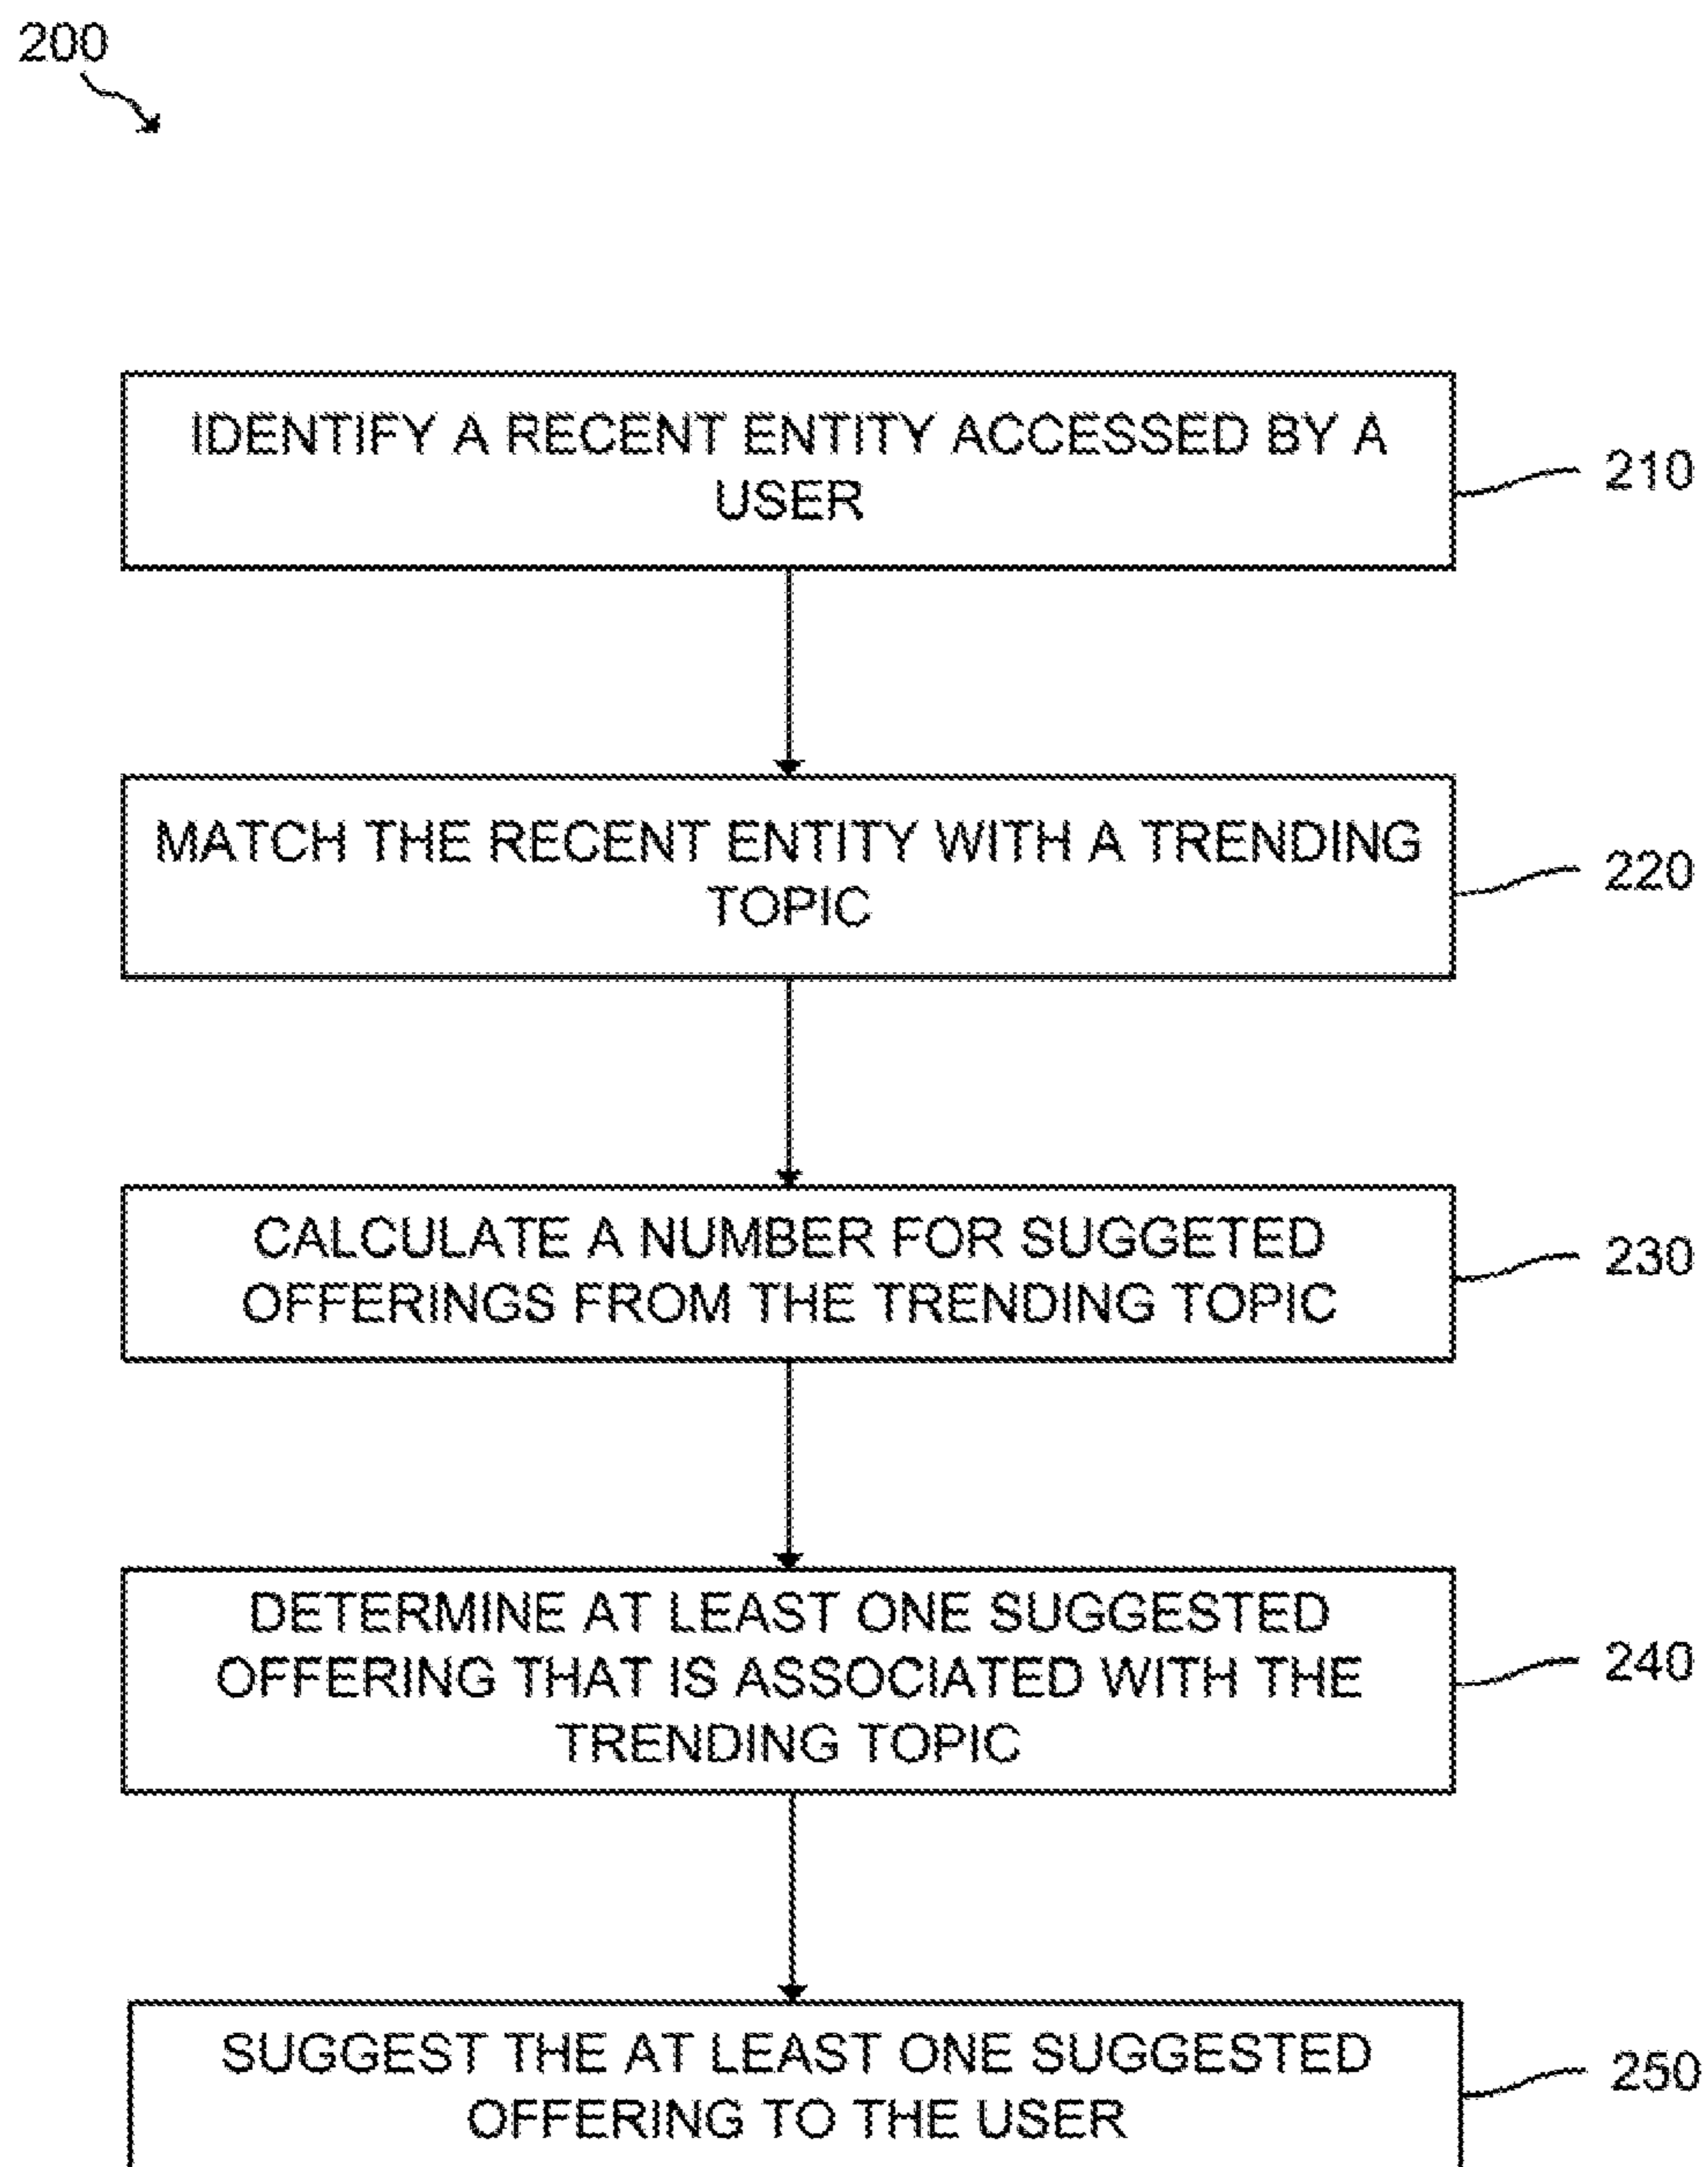 200
IDENTIFY A RECENT ENTITY ACCESSED BY A
USER
210
MATCH THE RECENT ENTITY WITH A TRENDING
TOPIC
220
CALCULATE A NUMBER FOR SUGGETED
OFFERINGS FROM THE TRENDING TOPIC
230
DETERMINE AT LEAST ONE SUGGESTED
OFFERING THAT IS ASSOCIATED WITH THE
TRENDING TOPIC
240
SUGGEST THE AT LEAST ONE SUGGESTED
OFFERING TO THE USER
250